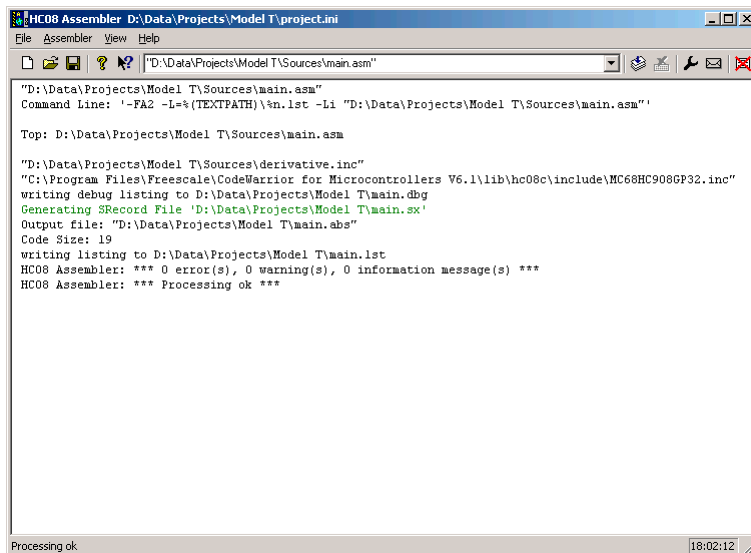 HC08 Assembler D:\Data\Projects\Model T\project.ini
File Assembler View Help
"D:\Data\Projects\Model T\Sources\main.asm"
"D:\Data\Projects\Model T\Sources\main.asm"
Command Line: '-FA2 -L=%(TEXTPATH)\%n.lst -Li "D:\Data\Projects\Model T\Sources\main.asm"'
Top: D:\Data\Projects\Model T\Sources\main.asm
"D:\Data\Projects\Model T\Sources\derivative.inc"
"C:\Program Files\Freescale\CodeWarrior for Microcontrollers V6.1\lib\hc08c\include\MC68HC908GP32.inc"
writing debug listing to D:\Data\Projects\Model T\main.dbg
Generating SRecord File 'D:\Data\Projects\Model T\main.sx'
Output file: "D:\Data\Projects\Model T\main.abs"
Code Size: 19
writing listing to D:\Data\Projects\Model T\main.lst
HC08 Assembler: *** 0 error(s), 0 warning(s), 0 information message(s) ***
HC08 Assembler: *** Processing ok ***
Processing ok 18:02:12